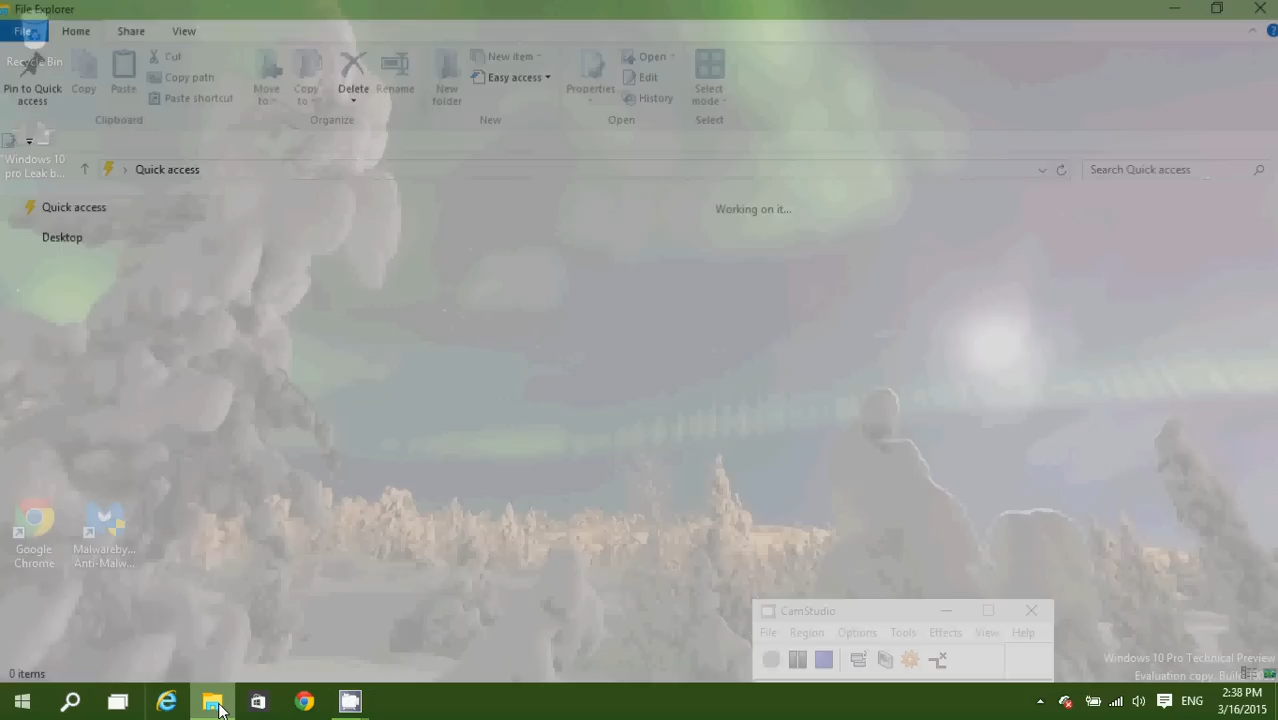 File Explorer
File Home Share View
Recycle Bin
Pin to Quick access
Copy
Paste
Cut
Copy path
Paste shortcut
Move to
Copy to
Delete
Rename
New folder
New item
Easy access
Properties
Open
Edit
History
Select mode
Clipboard
Organize
New
Open
Select
Windows 10 pro Leak b...
Quick access
Search Quick access
Quick access
Working on it...
Desktop
Google Chrome
Malwareby... Anti-Malw...
CamStudio
File Region Options Tools Effects View Help
0 items
Windows 10 Pro Technical Preview
Evaluation copy.
ENG
2:38 PM
3/16/2015